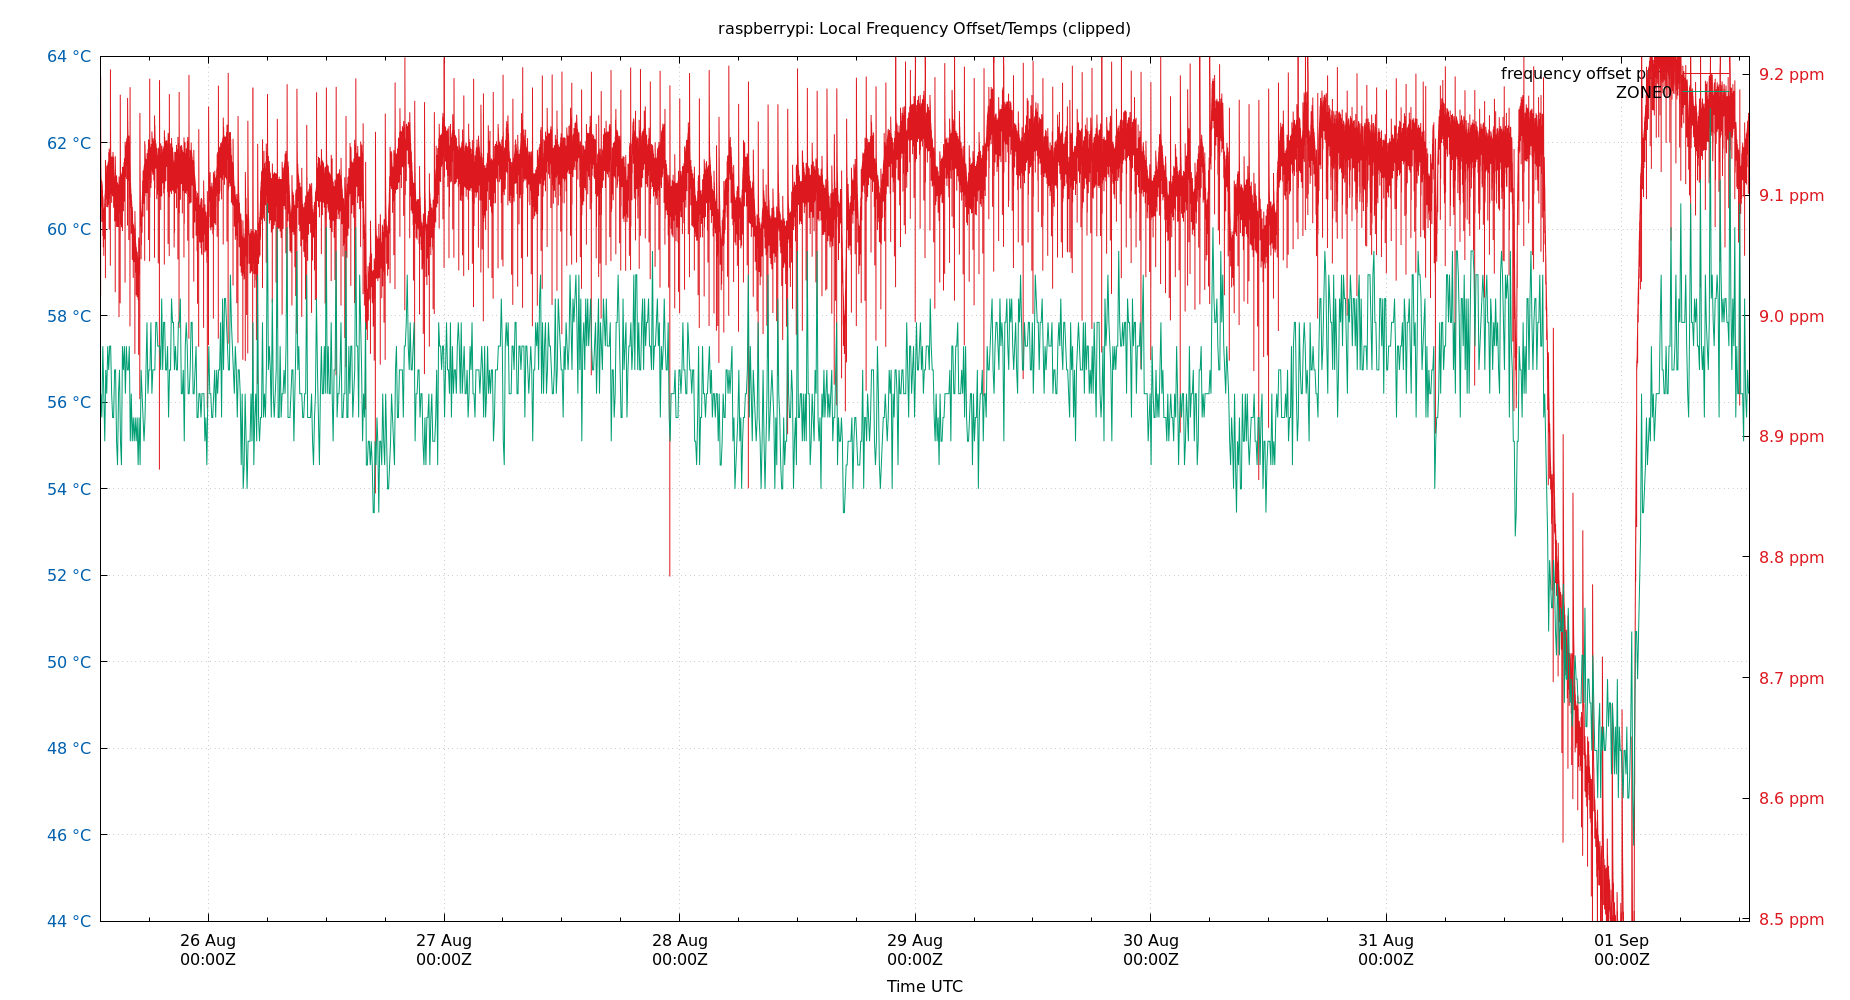 raspberrypi: Local Frequency Offset/Temps (clipped)
64 °C
62 °C
60 °C
58 °C
56 °C
54 °C
52 °C
50 °C
48 °C
46 °C
44 °C
frequency offset p
ZONE0
9.2 ppm
9.1 ppm
9.0 ppm
8.9 ppm
8.8 ppm
8.7 ppm
8.6 ppm
8.5 ppm
26 Aug
00:00Z
27 Aug
00:00Z
28 Aug
00:00Z
29 Aug
00:00Z
30 Aug
00:00Z
31 Aug
00:00Z
01 Sep
00:00Z
Time UTC